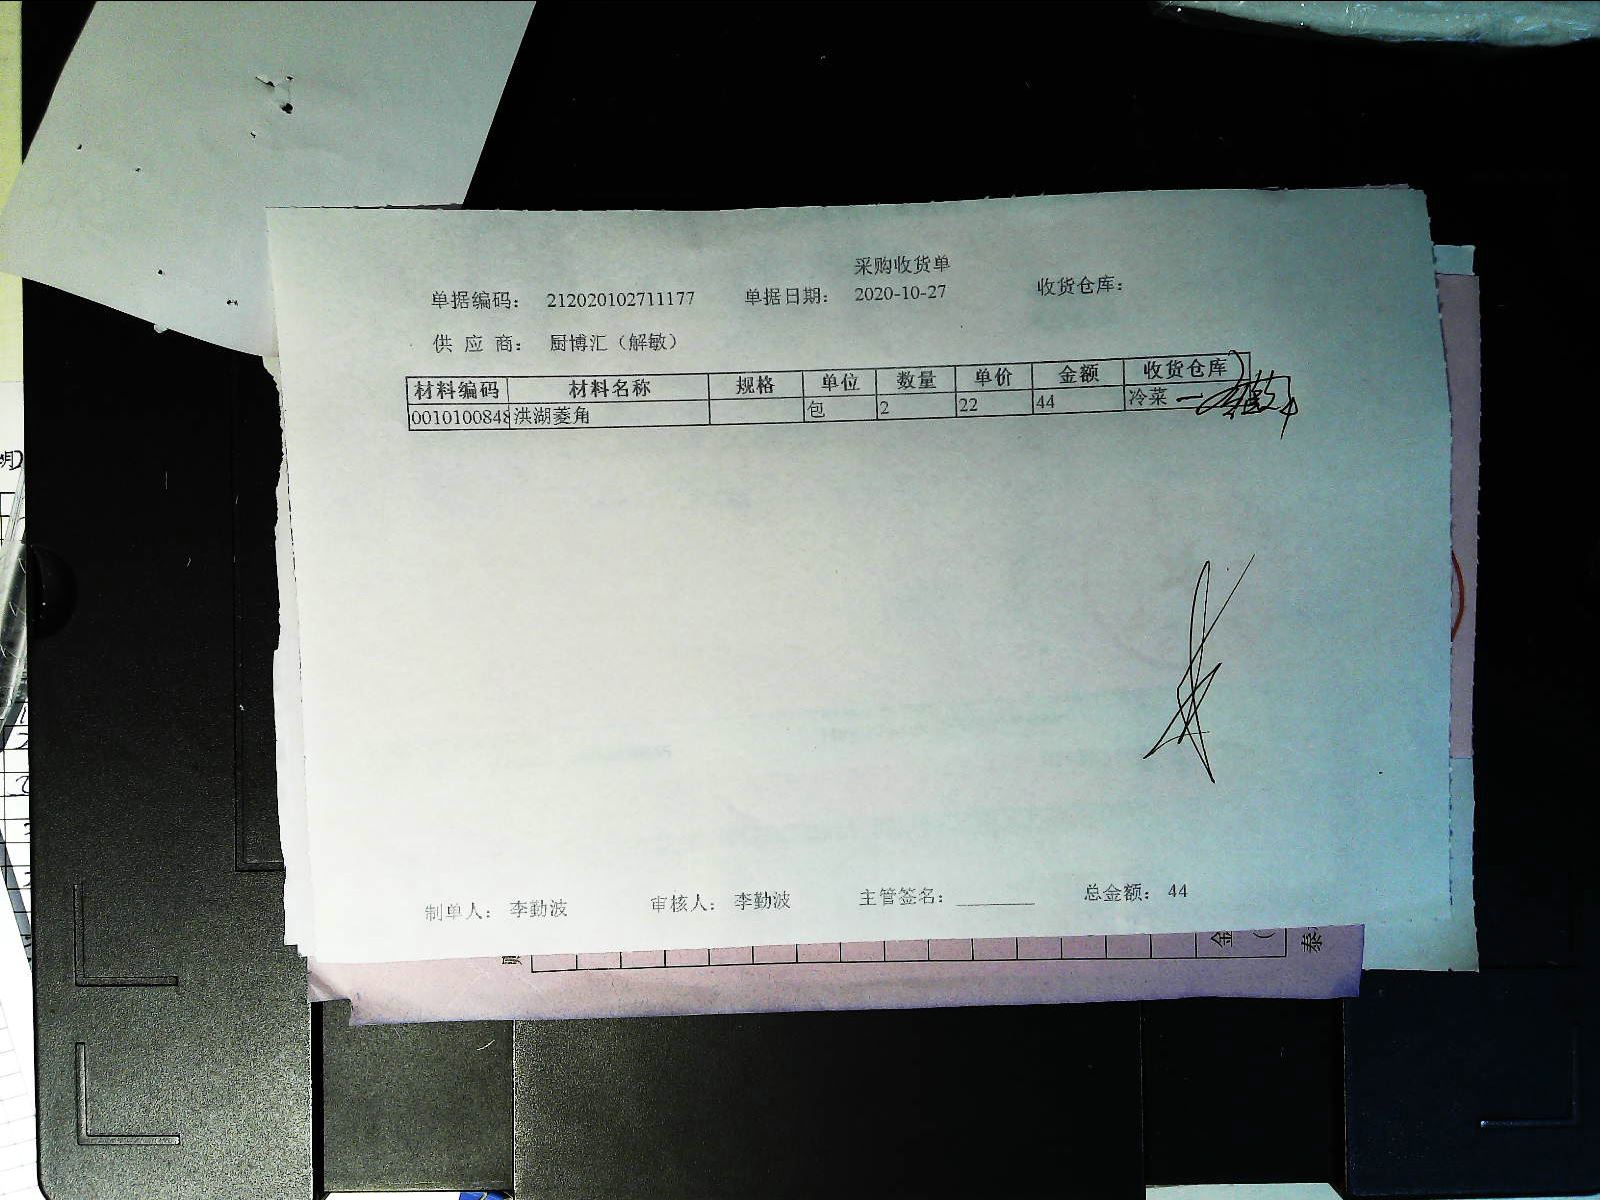 采购收货单
单据编码： 212020102711177 单据日期： 2020-10-27 收货仓库：
供 应 商： 厨博汇（解敏）
材料编码 材料名称 规格 单位 数量 单价 金额 收货仓库
0010100848 洪湖菱角 包 2 22 44 冷菜
制单人： 李勤波 审核人： 李勤波 主管签名：________ 总金额： 44
金
泰